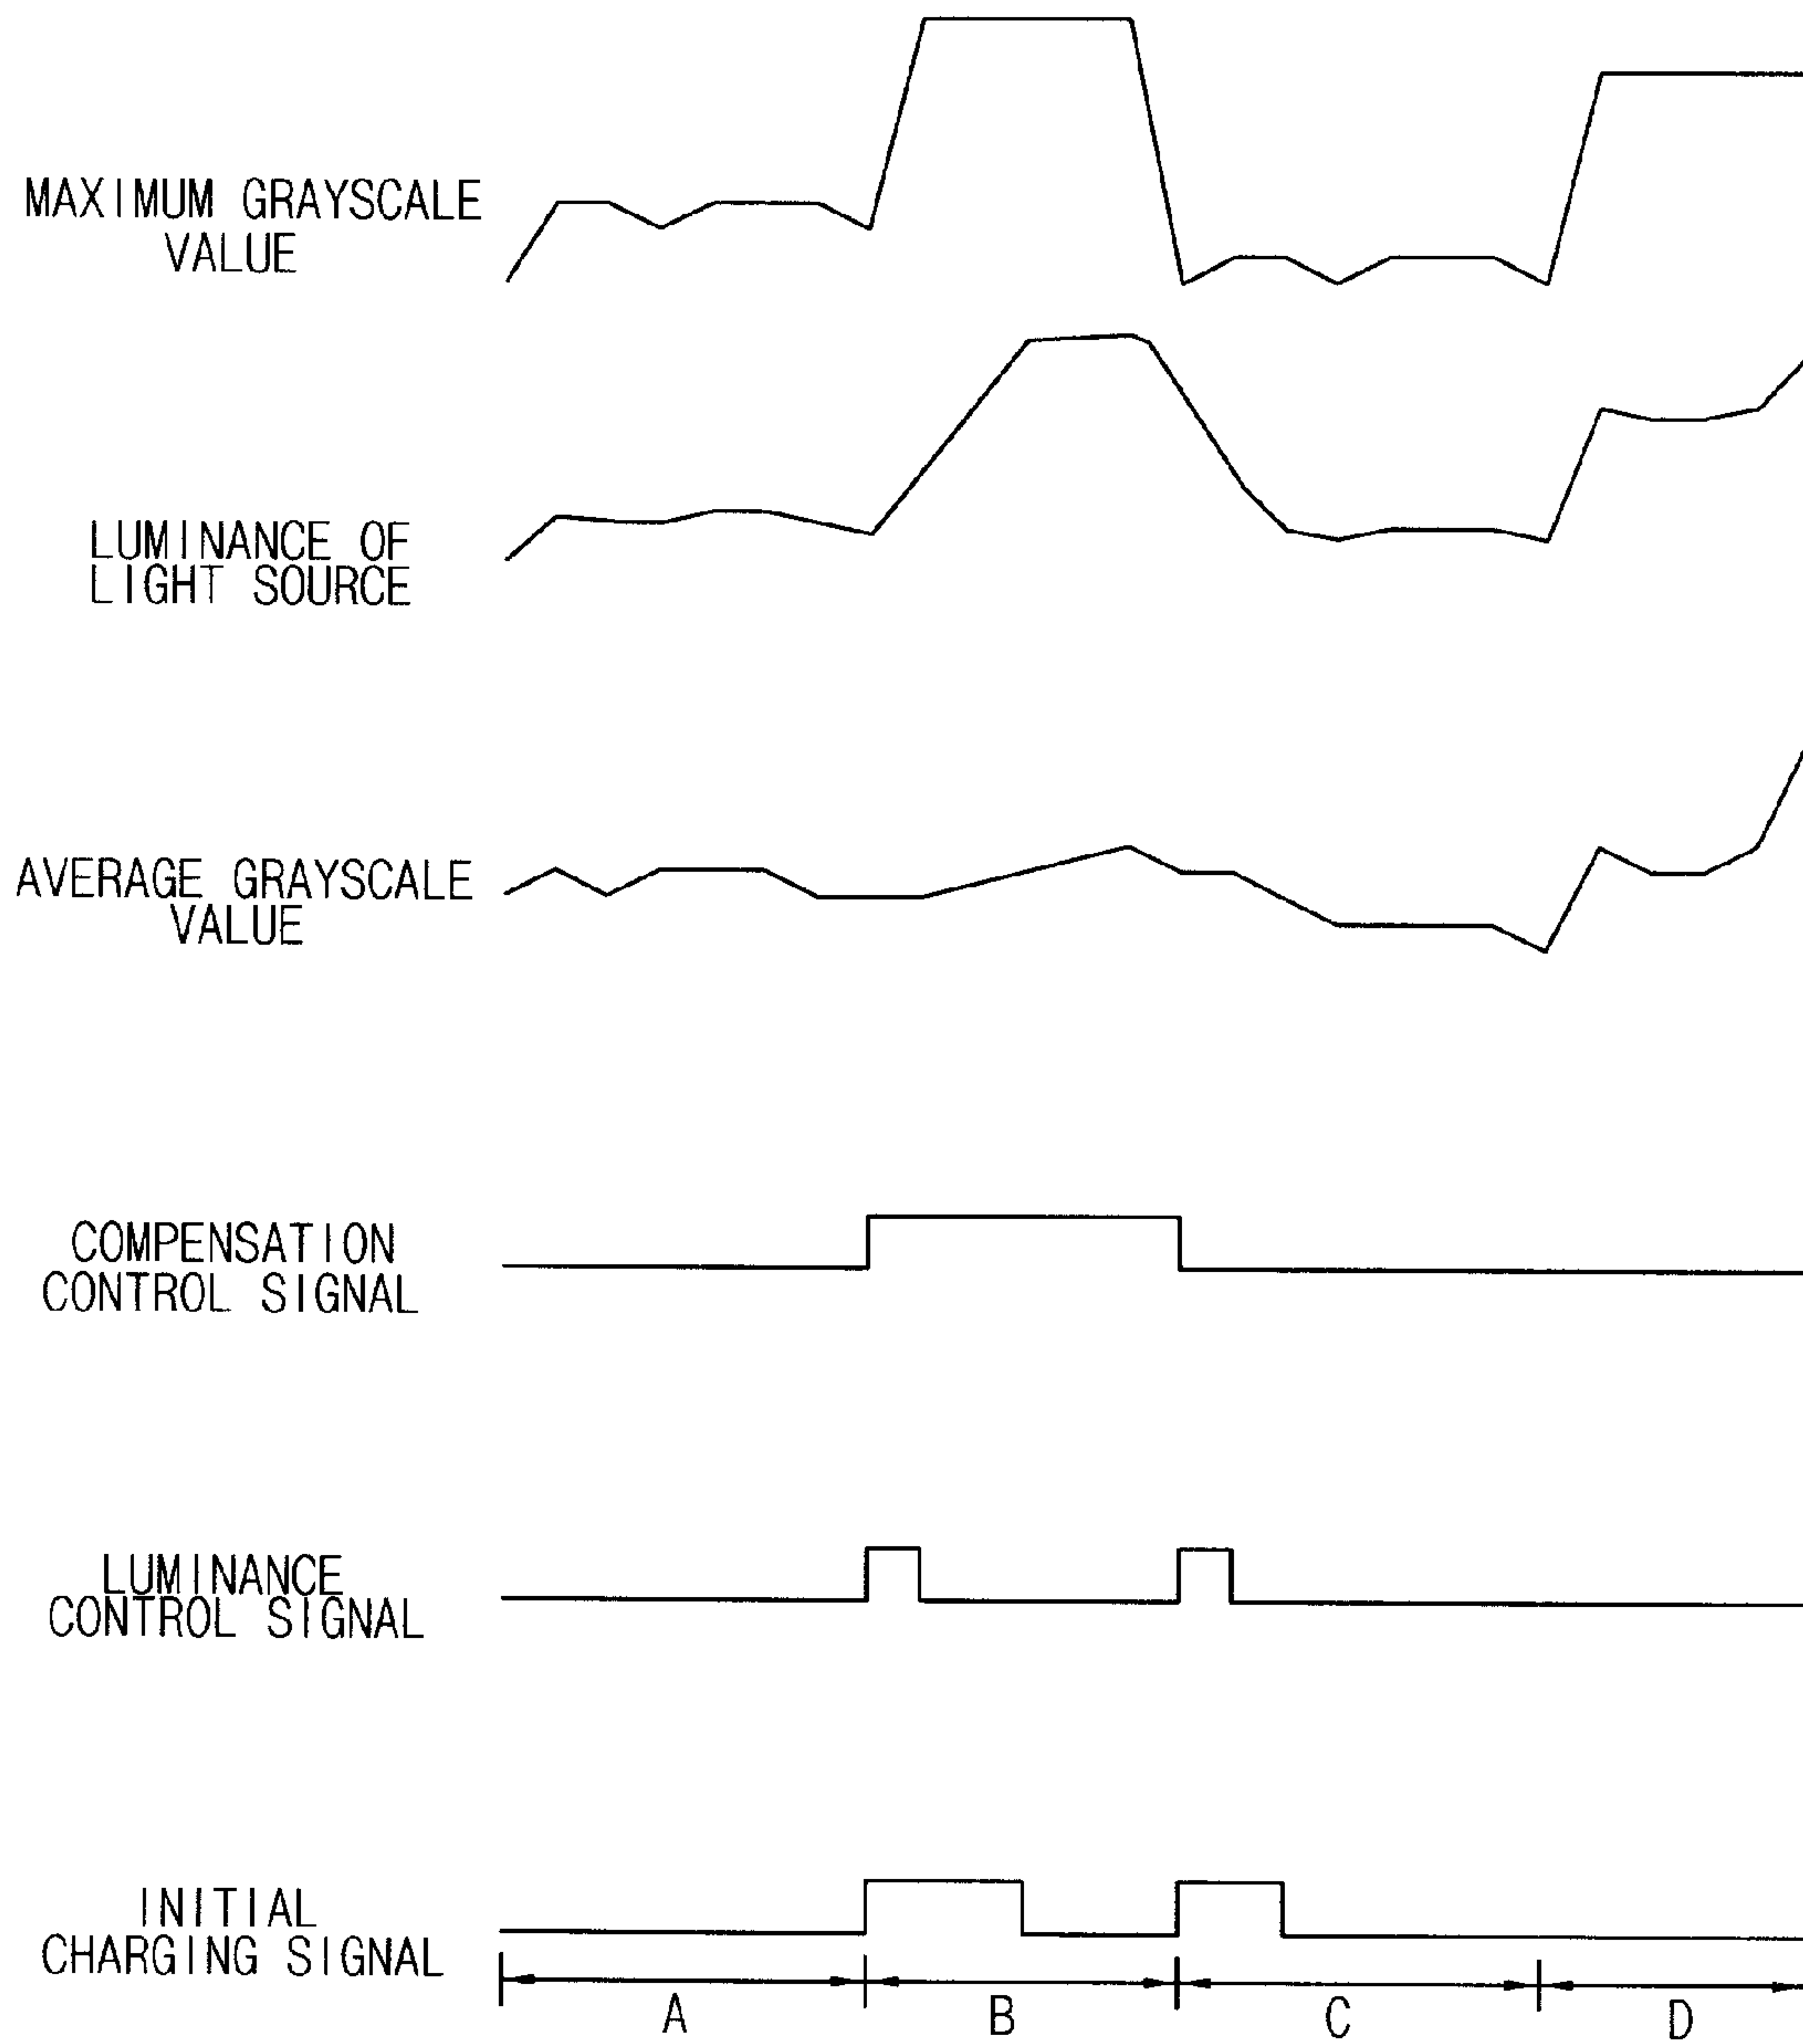 MAXIMUM GRAYSCALE
VALUE
LUMINANCE OF
LIGHT SOURCE
AVERAGE GRAYSCALE
VALUE
COMPENSATION
CONTROL SIGNAL
LUMINANCE
CONTROL SIGNAL
INITIAL
CHARGING SIGNAL
A B C D